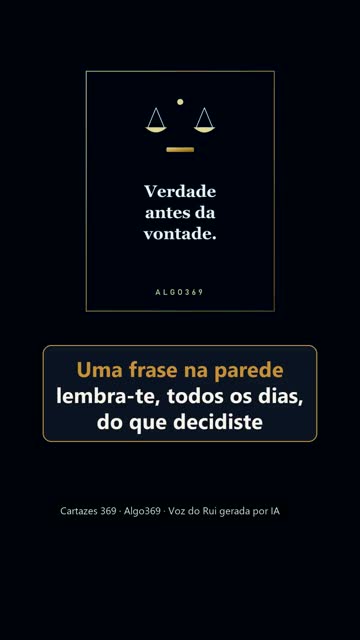 Verdade
antes da
vontade.
ALGO369
Uma frase na parede
lembra-te, todos os dias,
do que decidiste
Cartazes 369 · Algo369 · Voz do Rui gerada por IA